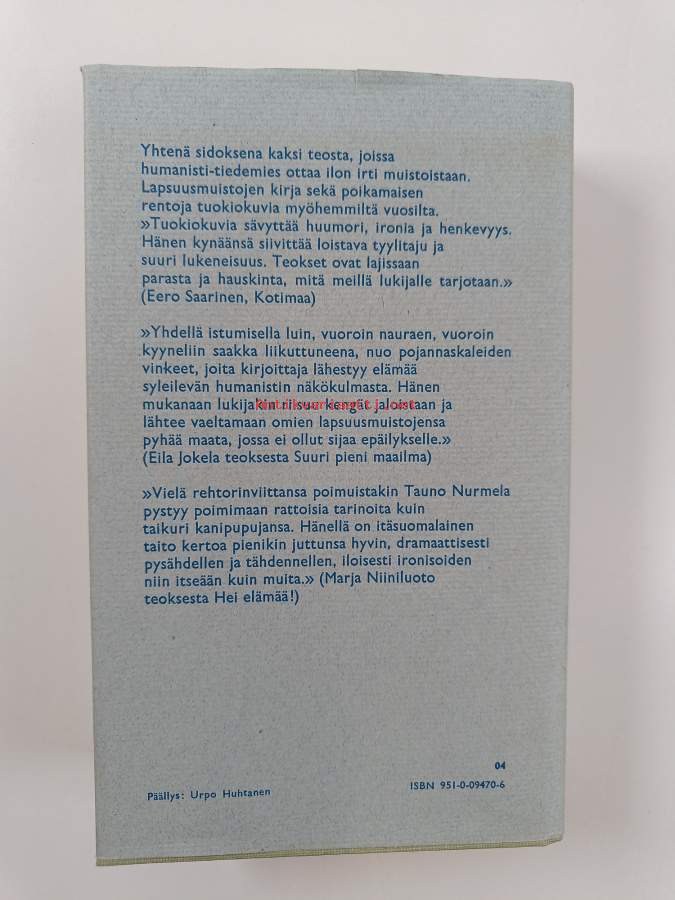 Yhtenä sidoksena kaksi teosta, joissa
humanisti-tiedemies ottaa ilon irti muistoistaan.
Lapsuusmuistojen kirja sekä poikamaisen
rentoja tuokiokuvia myöhemmiltä vuosilta.
»Tuokiokuvia sävyttää huumori, ironia ja henkevyys.
Hänen kynäänsä siivittää loistava tyylitaju ja
suuri lukeneisuus. Teokset ovat lajissaan
parasta ja hauskinta, mitä meillä lukijalle tarjotaan.»
(Eero Saarinen, Kotimaa)
»Yhdellä istumisella luin, vuoroin nauraen, vuoroin
kyyneliin saakka liikuttuneena, nuo pojannaskaleiden
vinkeet, joita kirjoittaja lähestyy elämää
syleilevän humanistin näkökulmasta. Hänen
mukanaan lukijakin riisuu kengät jaloistaan ja
lähtee vaeltamaan omien lapsuusmuistojensa
pyhää maata, jossa ei ollut sijaa epäilykselle.»
(Eila Jokela teoksesta Suuri pieni maailma)
»Vielä rehtorinviittansa poimuistakin Tauno Nurmela
pystyy poimimaan rattoisia tarinoita kuin
taikuri kanipupujansa. Hänellä on itäsuomalainen
taito kertoa pienikin juttunsa hyvin, dramaattisesti
pysähdellen ja tähdennellen, iloisesti ironisoiden
niin itseään kuin muita.» (Marja Niiniluoto
teoksesta Hei elämää!)
04
Päällys: Urpo Huhtanen
ISBN 951-0-09470-6